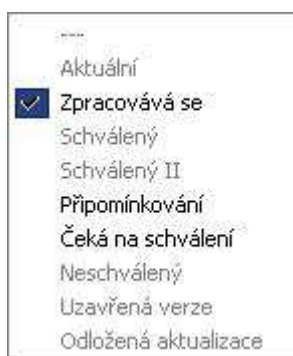 ---
Aktuální
Zpracovává se
Schválený
Schválený II
Připomínkování
Čeká na schválení
Neschválený
Uzavřená verze
Odložená aktualizace